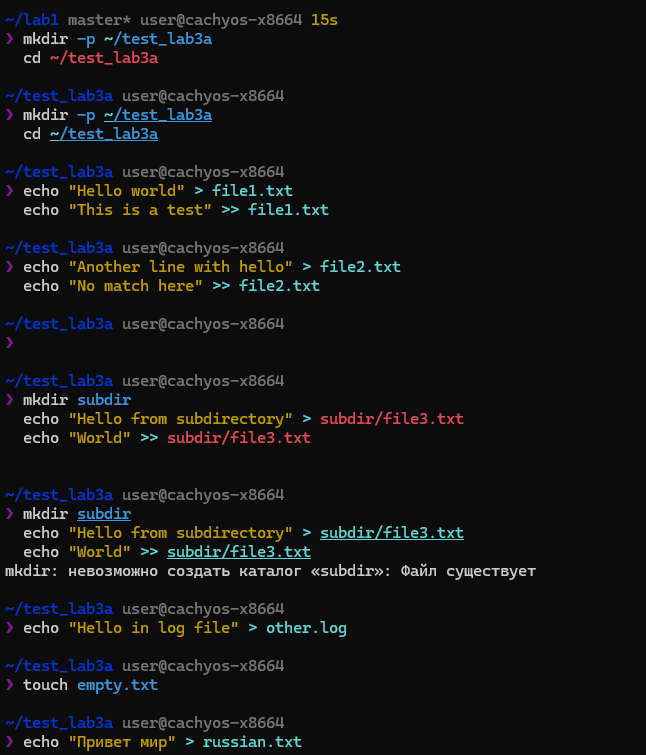 ~/lab1 master* user@cachyos-x8664 15s
❯ mkdir -p ~/test_lab3a
cd ~/test_lab3a
~/test_lab3a user@cachyos-x8664
❯ mkdir -p ~/test_lab3a
cd ~/test_lab3a
~/test_lab3a user@cachyos-x8664
❯ echo "Hello world" > file1.txt
echo "This is a test" >> file1.txt
~/test_lab3a user@cachyos-x8664
❯ echo "Another line with hello" > file2.txt
echo "No match here" >> file2.txt
~/test_lab3a user@cachyos-x8664
❯
~/test_lab3a user@cachyos-x8664
❯ mkdir subdir
echo "Hello from subdirectory" > subdir/file3.txt
echo "World" >> subdir/file3.txt
~/test_lab3a user@cachyos-x8664
❯ mkdir subdir
echo "Hello from subdirectory" > subdir/file3.txt
echo "World" >> subdir/file3.txt
mkdir: невозможно создать каталог «subdir»: Файл существует
~/test_lab3a user@cachyos-x8664
❯ echo "Hello in log file" > other.log
~/test_lab3a user@cachyos-x8664
❯ touch empty.txt
~/test_lab3a user@cachyos-x8664
❯ echo "Привет мир" > russian.txt